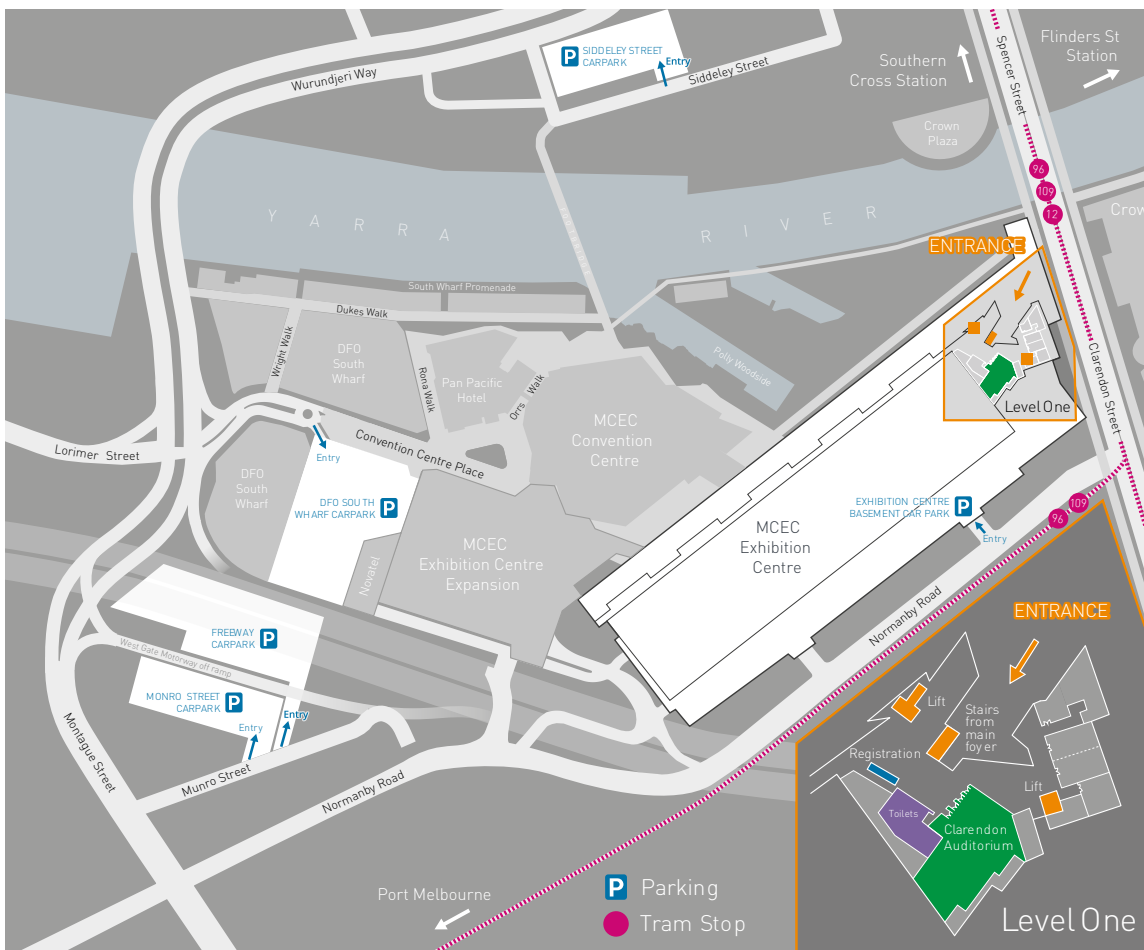 P
SIDDELEY STREET
CARPARK
Entry
Siddeley Street
Wurundjeri Way
Southern
Cross Station
Flinders St
Station
Spencer Street
Crown
Plaza
96
109
12
Crow
YARRA
RIVER
ENTRANCE
South Wharf Promenade
Dukes Walk
Wright Walk
DFO
South
Wharf
Rona Walk
Pan Pacific
Hotel
Orrs Walk
Polly Woodside
MCEC
Convention
Centre
Level One
Clarendon Street
Lorimer Street
Entry
Convention Centre Place
DFO
South
Wharf
DFO SOUTH
WHARF CARPARK
P
Novatel
MCEC
Exhibition Centre
Expansion
EXHIBITION CENTRE
BASEMENT CAR PARK
P
Entry
109
96
MCEC
Exhibition
Centre
Normanby Road
FREEWAY
CARPARK
P
West Gate Motorway off ramp
MONRO STREET
CARPARK
P
Entry
Entry
Montague Street
Munro Street
Normanby Road
ENTRANCE
Lift
Stairs
from
main
foyer
Registration
Lift
Toilets
Clarendon
Auditorium
Level One
Port Melbourne
P Parking
Tram Stop